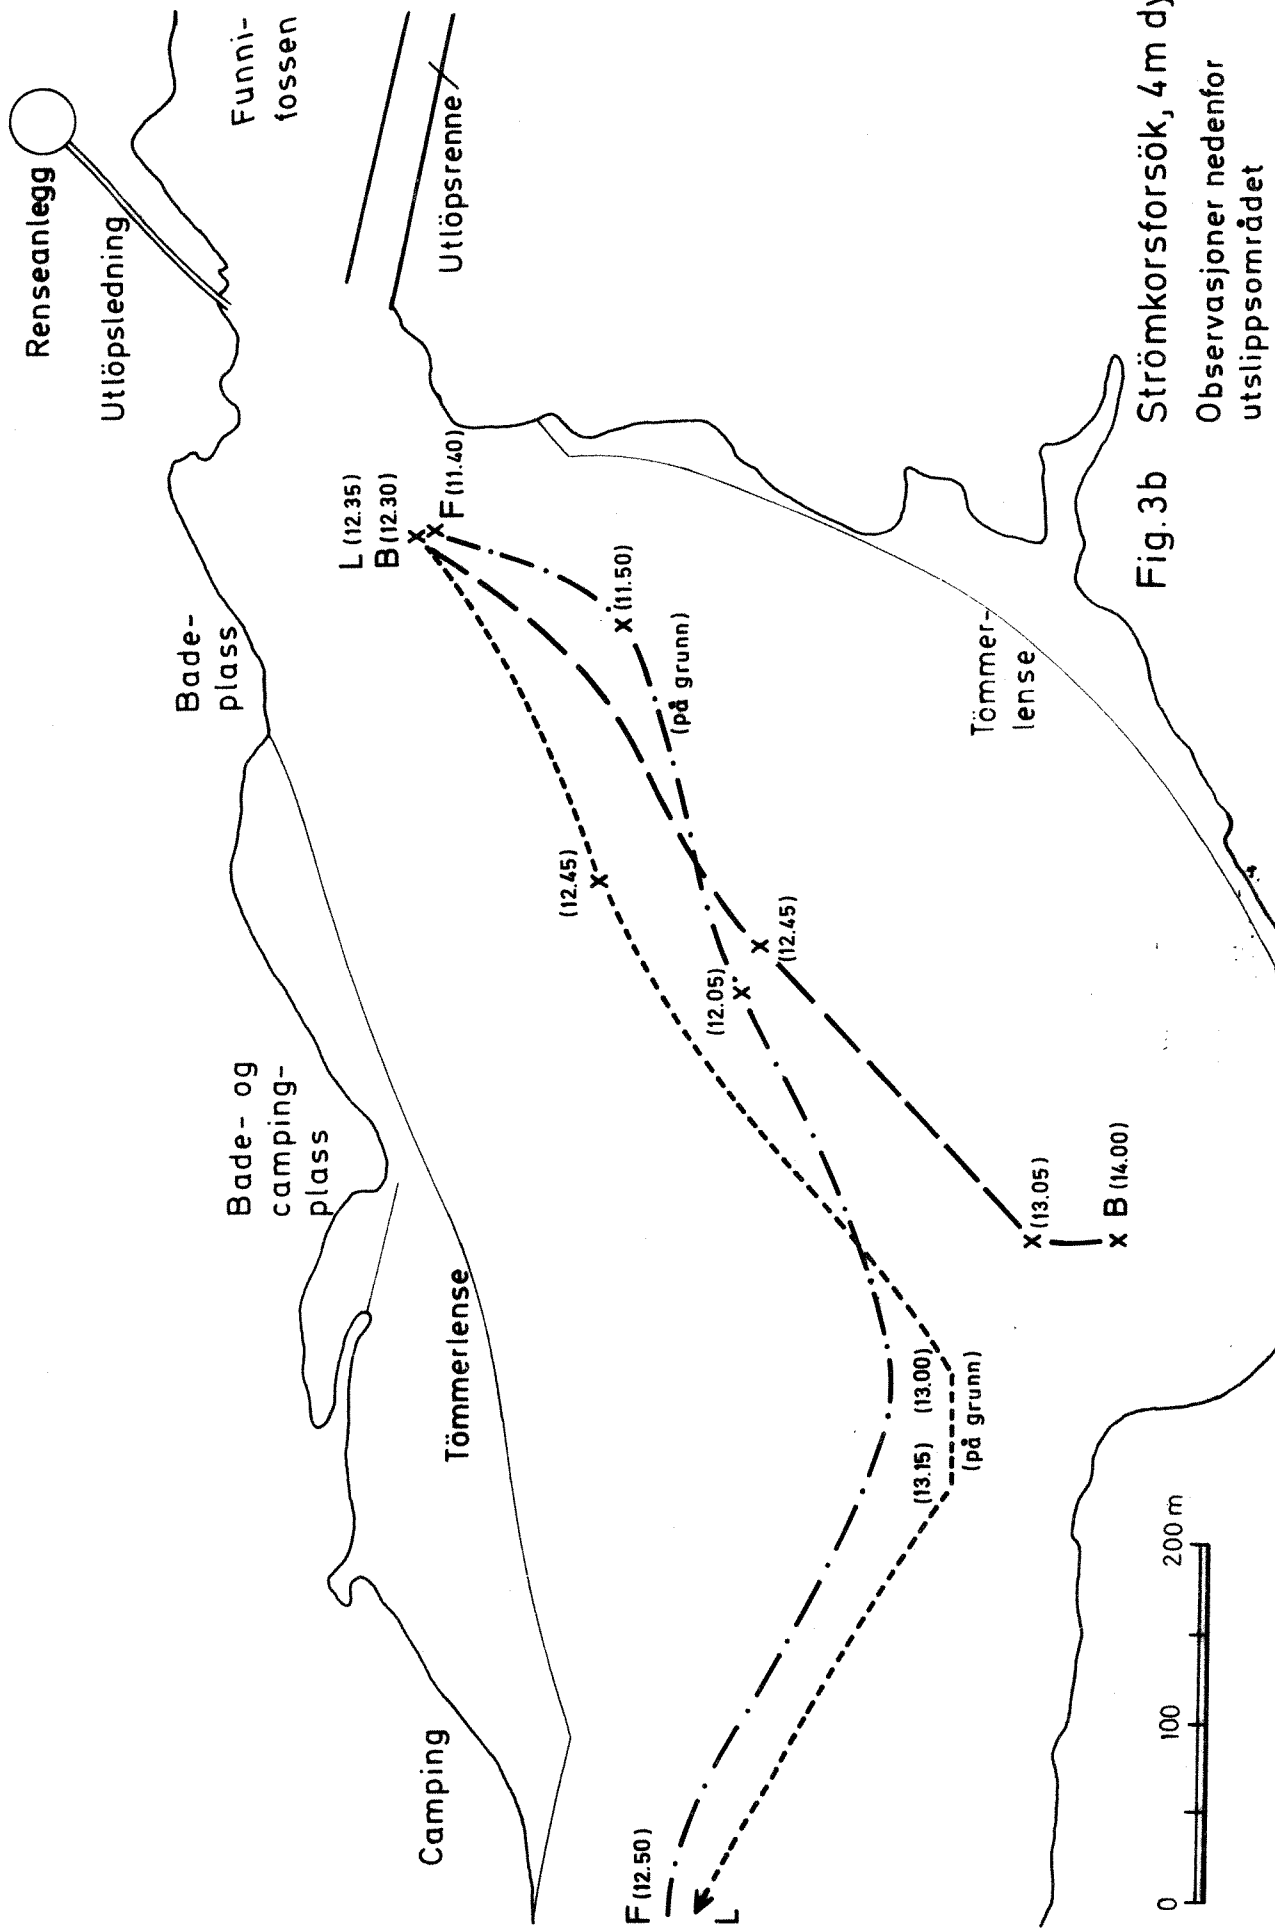 Renseanlegg
Utlöpsledning
Funni-
fossen
Utlöpsrenne
Bade-
plass
L (12.35)
B (12.30)
F (11.40)
X (11.50)
(på grunn)
(12.45)
X
Bade- og
camping-
plass
(12.05)
X
X
(12.45)
Tömmer-
lense
Tömmerlense
X (13.05)
X B (14.00)
(13.15) (13.00)
(på grunn)
Camping
F (12.50)
L
0 100 200 m
Fig. 3b Strömkorsforsök, 4 m
Observasjoner nedenfor
utslippsområdet